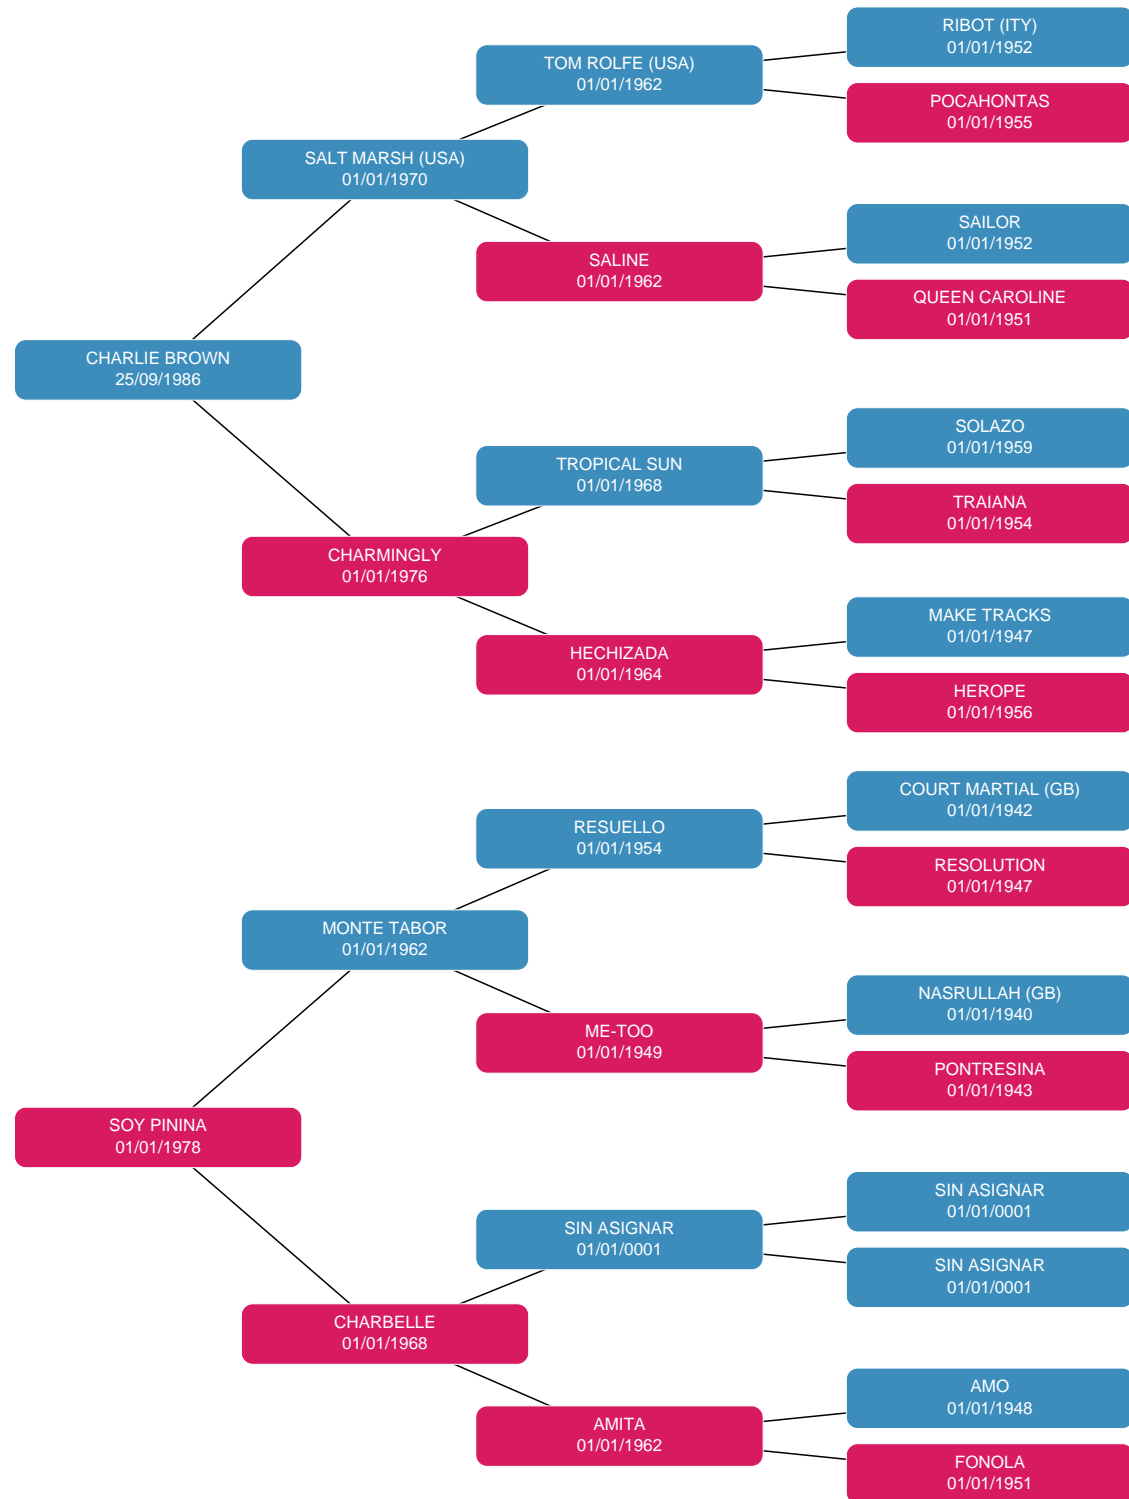 RIBOT (ITY)
01/01/1952
TOM ROLFE (USA)
01/01/1962
POCAHONTAS
01/01/1955
SALT MARSH (USA)
01/01/1970
SAILOR
01/01/1952
SALINE
01/01/1962
QUEEN CAROLINE
01/01/1951
CHARLIE BROWN
25/09/1986
SOLAZO
01/01/1959
TROPICAL SUN
01/01/1968
TRAIANA
01/01/1954
CHARMINGLY
01/01/1976
MAKE TRACKS
01/01/1947
HECHIZADA
01/01/1964
HEROPE
01/01/1956
COURT MARTIAL (GB)
01/01/1942
RESUELLO
01/01/1954
RESOLUTION
01/01/1947
MONTE TABOR
01/01/1962
NASRULLAH (GB)
01/01/1940
ME-TOO
01/01/1949
PONTRESINA
01/01/1943
SOY PININA
01/01/1978
SIN ASIGNAR
01/01/0001
SIN ASIGNAR
01/01/0001
SIN ASIGNAR
01/01/0001
CHARBELLE
01/01/1968
AMO
01/01/1948
AMITA
01/01/1962
FONOLA
01/01/1951